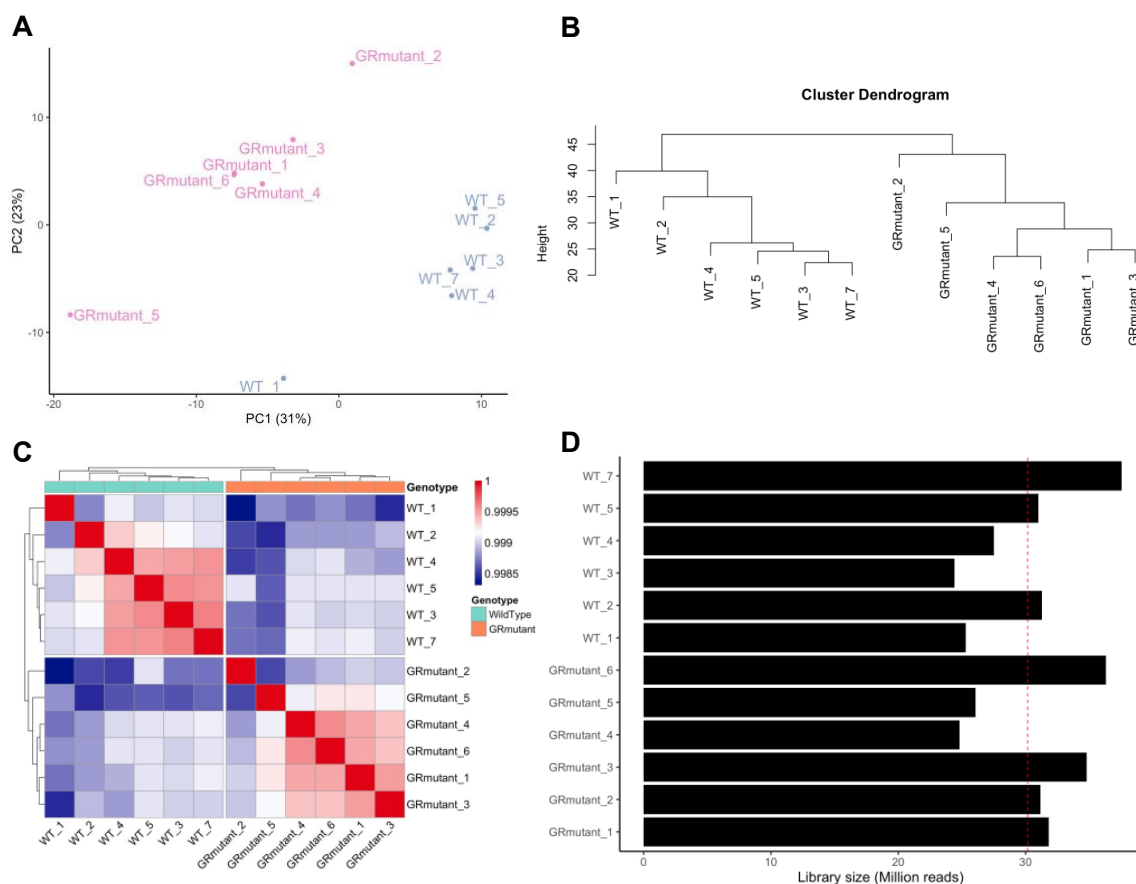 A
GRmutant_2
GRmutant_3
GRmutant_1
GRmutant_6
GRmutant_4
WT_5
WT_2
WT_3
WT_7
WT_4
GRmutant_5
WT_1
10
0
-10
-20
-10
0
10
PC2 (23%)
PC1 (31%)
B
Cluster Dendrogram
Height
45
40
35
30
25
20
WT_1
WT_2
WT_4
WT_5
WT_3
WT_7
GRmutant_2
GRmutant_5
GRmutant_4
GRmutant_6
GRmutant_1
GRmutant_3
C
Genotype
WT_1
WT_2
WT_4
WT_5
WT_3
WT_7
GRmutant_2
GRmutant_5
GRmutant_4
GRmutant_6
GRmutant_1
GRmutant_3
WT_1
WT_2
WT_4
WT_5
WT_3
WT_7
GRmutant_2
GRmutant_5
GRmutant_4
GRmutant_6
GRmutant_1
GRmutant_3
1
0.9995
0.999
0.9985
Genotype
WildType
GRmutant
D
WT_7
WT_5
WT_4
WT_3
WT_2
WT_1
GRmutant_6
GRmutant_5
GRmutant_4
GRmutant_3
GRmutant_2
GRmutant_1
0
10
20
30
Library size (Million reads)